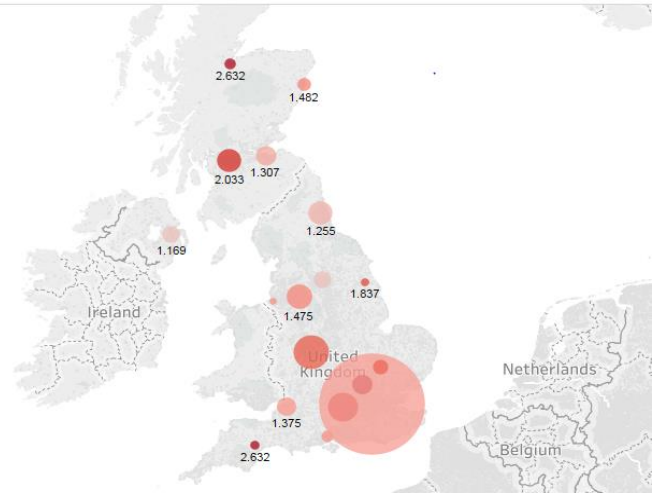 2.632
1.482
2.033
1.307
1.255
1.169
1.837
Ireland
1.475
United
Kingdom
Netherlands
1.375
Belgium
2.632